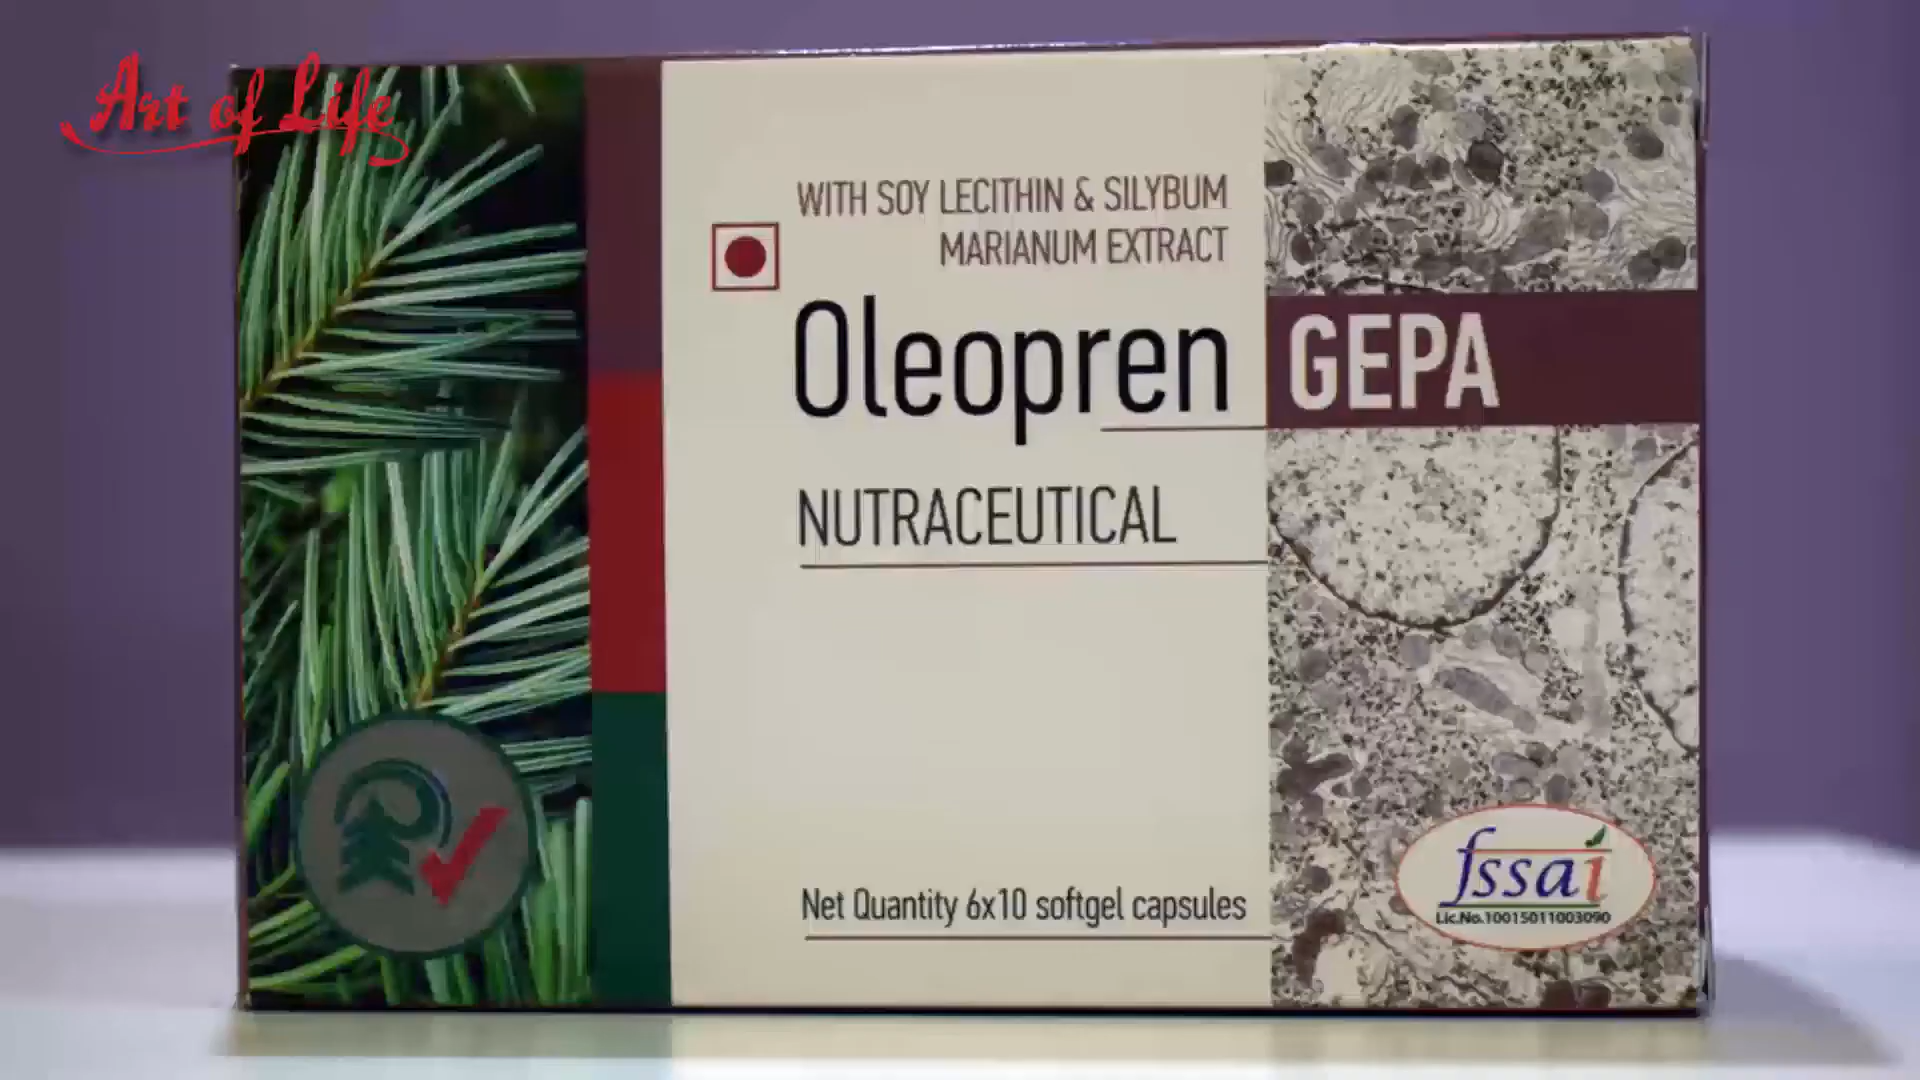 Art of Life
WITH SOY LECITHIN & SILYBUM
MARIANUM EXTRACT
Oleopren GEPA
NUTRACEUTICAL
Net Quantity 6x10 softgel capsules
fssai
Lic.No.10015011003090